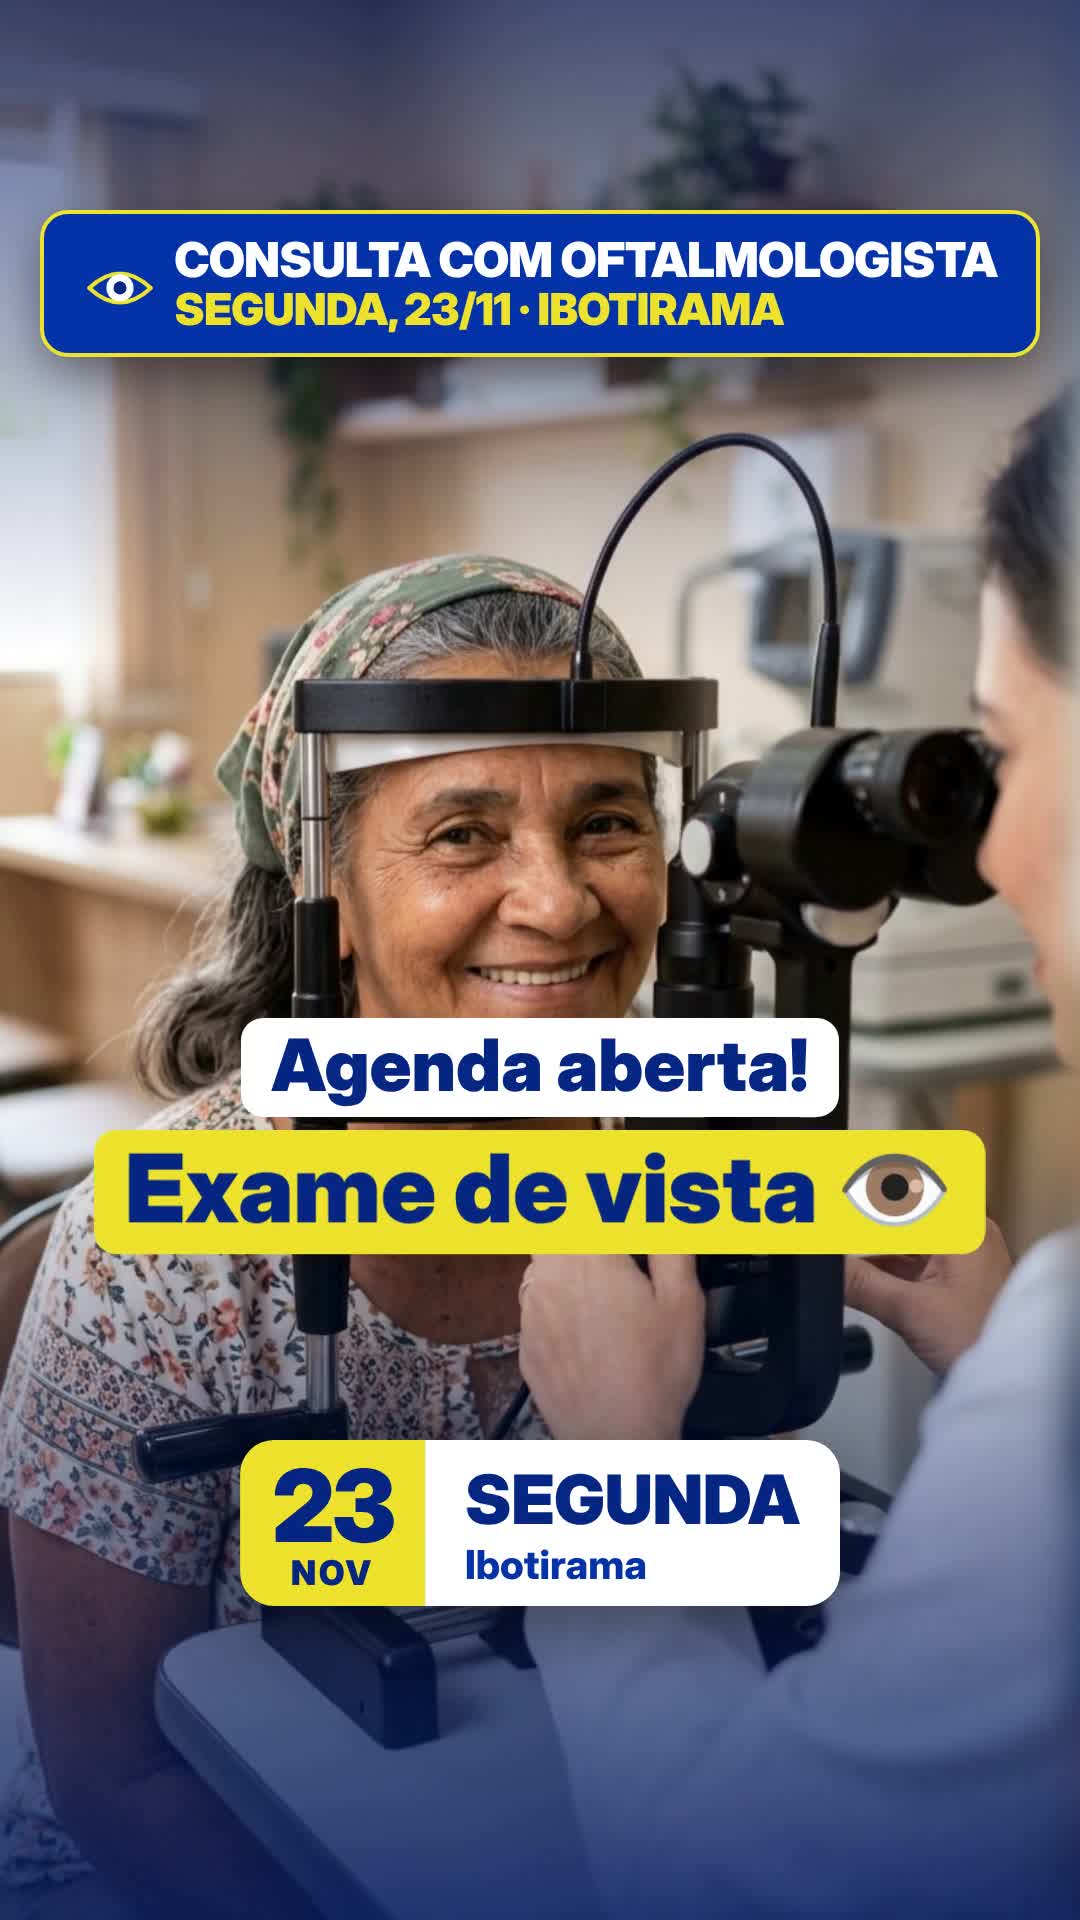 CONSULTA COM OFTALMOLOGISTA
SEGUNDA, 23/11 · IBOTIRAMA
Agenda aberta!
Exame de vista
23
NOV
SEGUNDA
Ibotirama